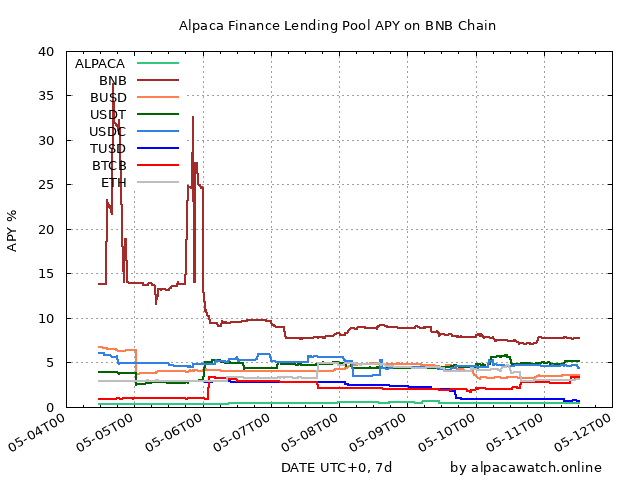 Alpaca Finance Lending Pool APY on BNB Chain
APY %
40
35
30
25
20
15
10
5
0
ALPACA
BNB
BUSD
USDT
USDC
TUSD
BTCB
ETH
05-04T00
05-05T00
05-06T00
05-07T00
05-08T00
05-09T00
05-10T00
05-11T00
05-12T00
DATE UTC+0, 7d
by alpacawatch.online